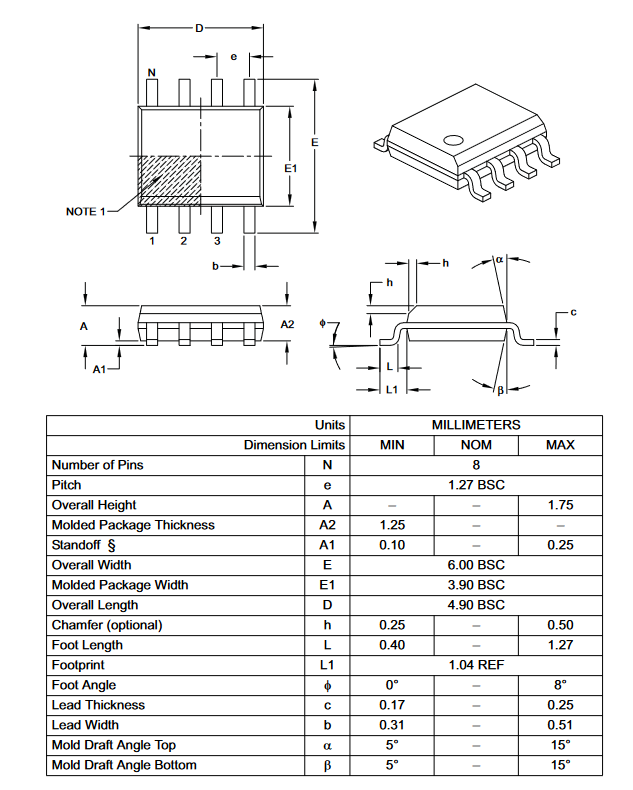 D
e
N
E
E1
NOTE 1
1 2 3
b
h
α
h
c
A
A2
φ
A1
L
L1
β
Units MILLIMETERS
Dimension Limits MIN NOM MAX
Number of Pins N 8
Pitch e 1.27 BSC
Overall Height A – – 1.75
Molded Package Thickness A2 1.25 – –
Standoff § A1 0.10 – 0.25
Overall Width E 6.00 BSC
Molded Package Width E1 3.90 BSC
Overall Length D 4.90 BSC
Chamfer (optional) h 0.25 – 0.50
Foot Length L 0.40 – 1.27
Footprint L1 1.04 REF
Foot Angle φ 0° – 8°
Lead Thickness c 0.17 – 0.25
Lead Width b 0.31 – 0.51
Mold Draft Angle Top α 5° – 15°
Mold Draft Angle Bottom β 5° – 15°